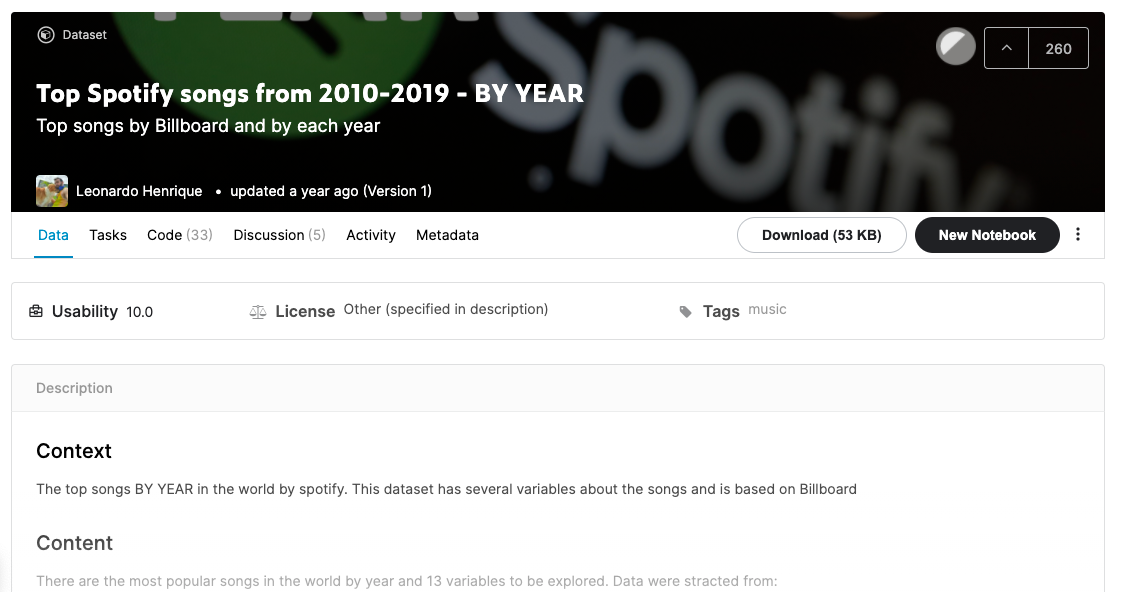 Dataset
260
Top Spotify songs from 2010-2019 - BY YEAR
Top songs by Billboard and by each year
Leonardo Henrique • updated a year ago (Version 1)
Data Tasks Code (33) Discussion (5) Activity Metadata Download (53 KB) New Notebook
Usability 10.0 License Other (specified in description) Tags music
Description
Context
The top songs BY YEAR in the world by spotify. This dataset has several variables about the songs and is based on Billboard
Content
There are the most popular songs in the world by year and 13 variables to be explored. Data were stracted from:
Spotify